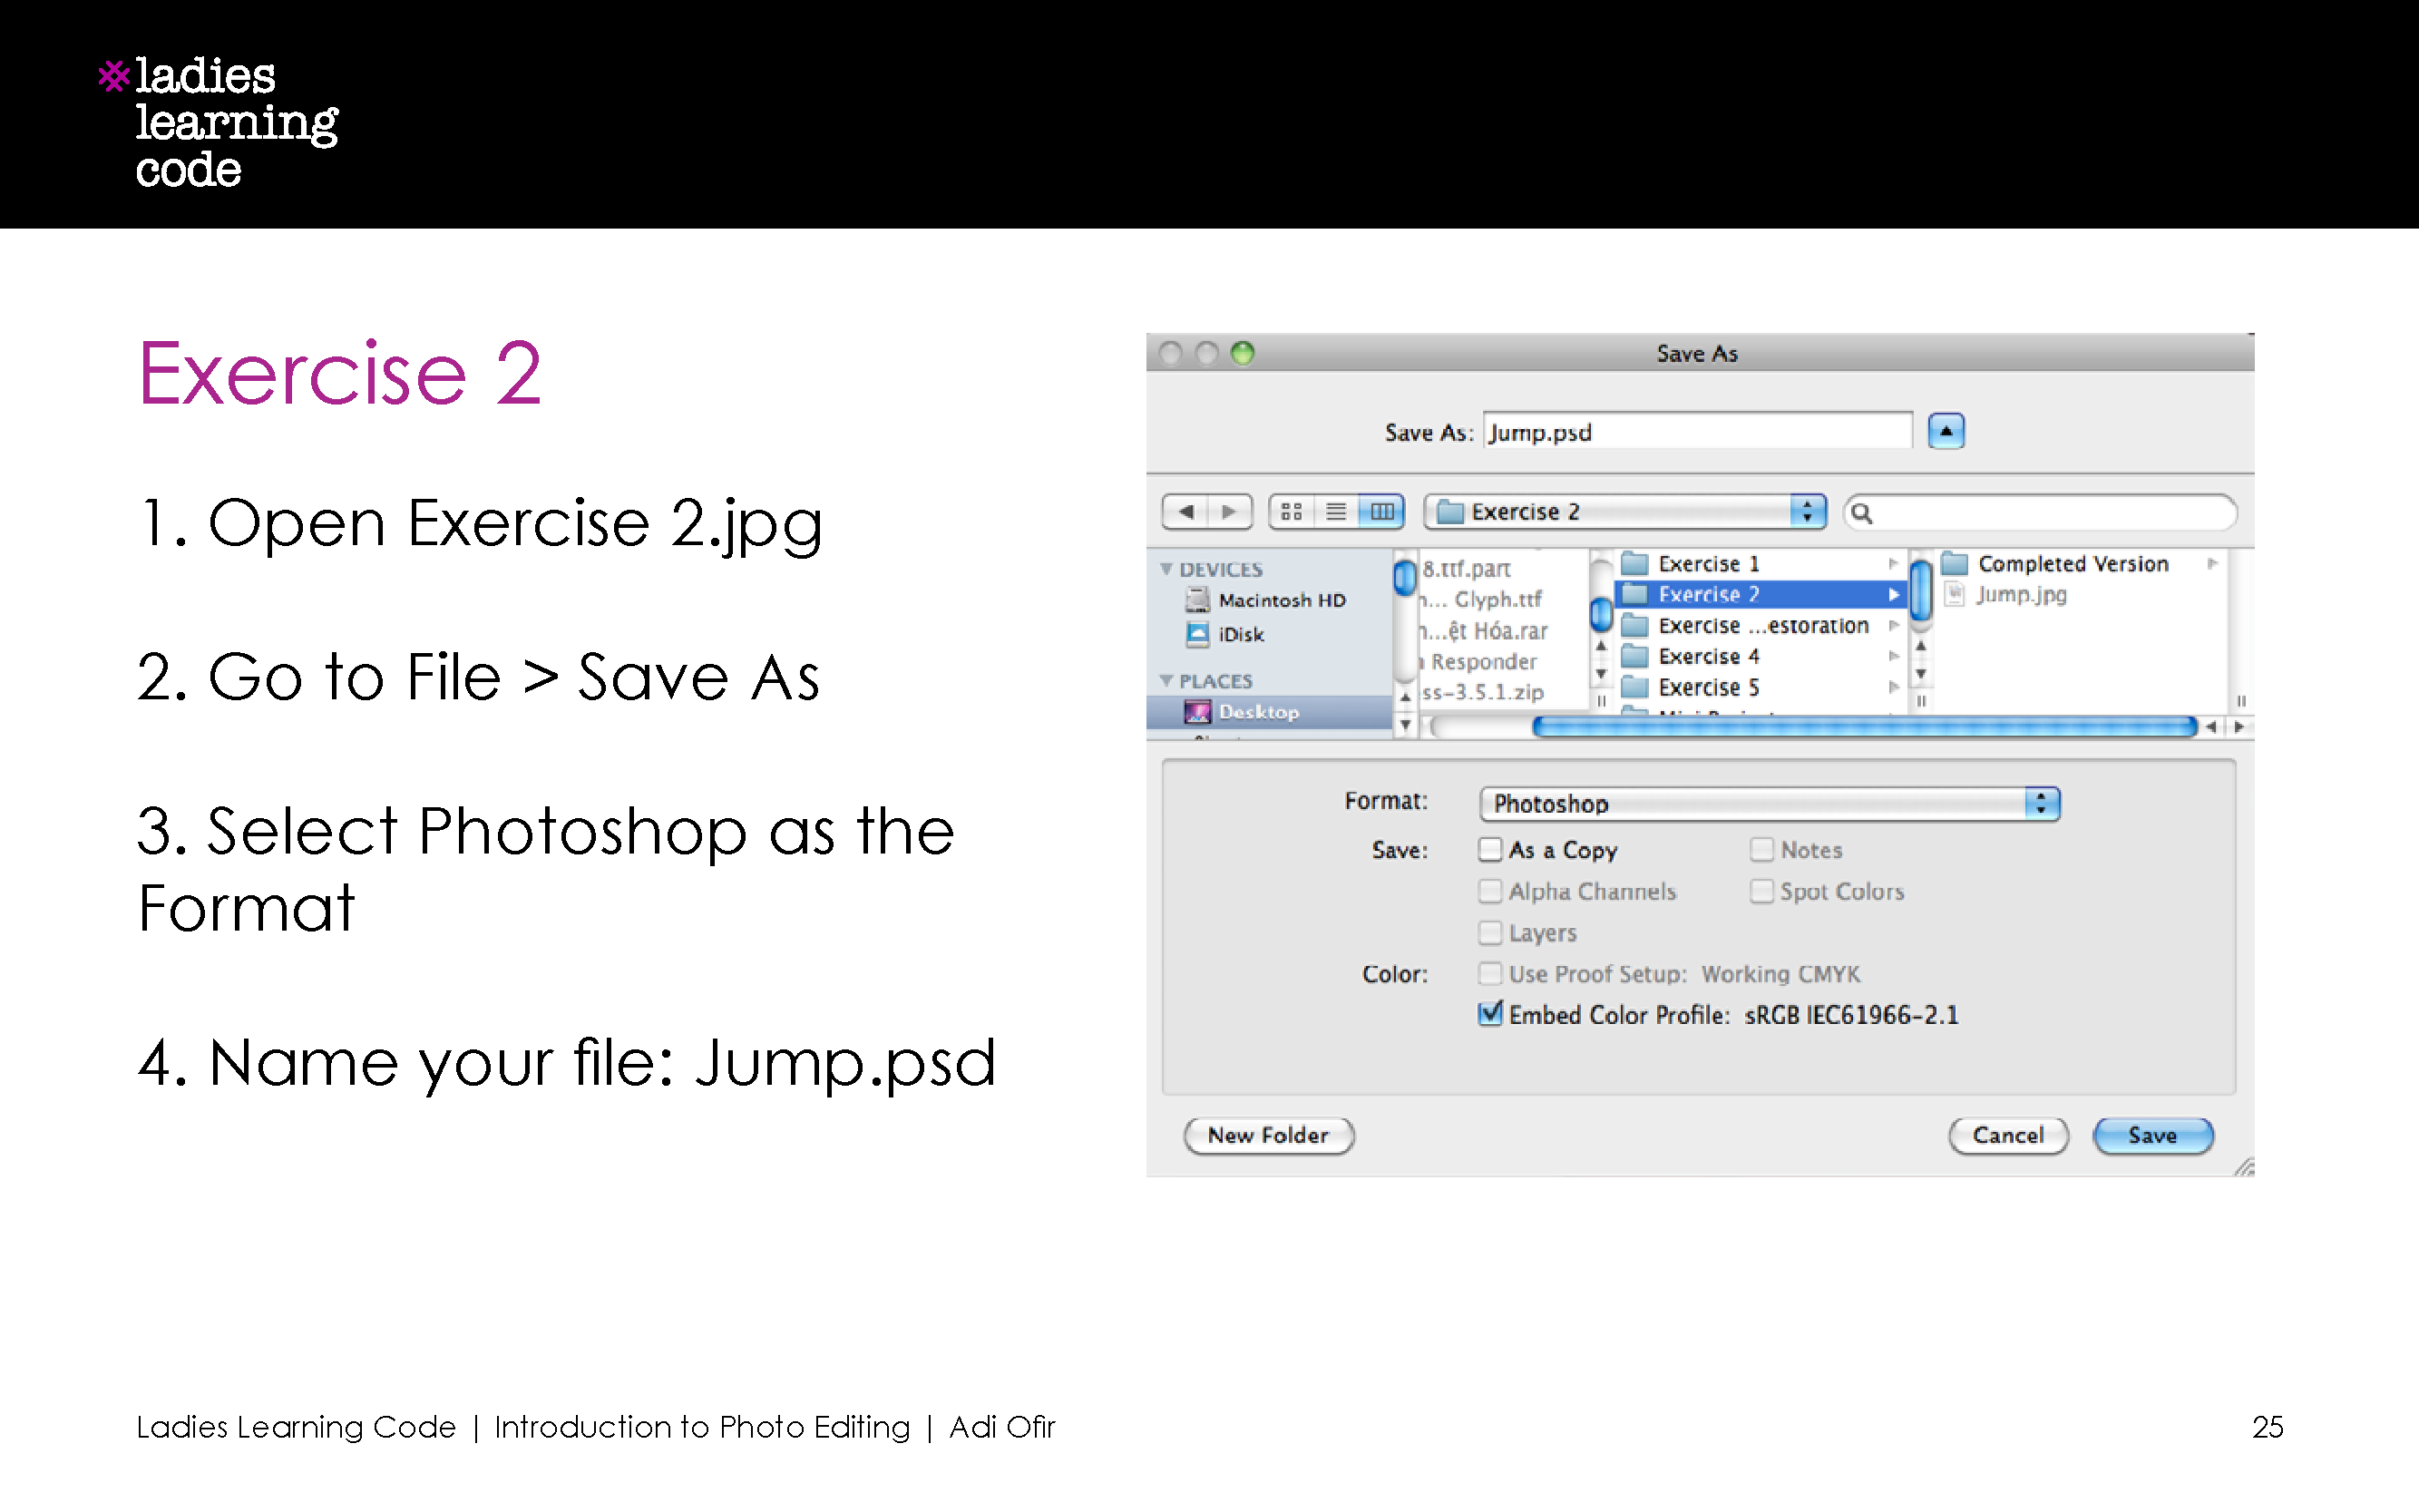 ladies
learning
code
Exercise 2
1. Open Exercise 2.jpg
2. Go to File > Save As
3. Select Photoshop as the
Format
4. Name your file: Jump.psd
Save As
Save As: Jump.psd
Exercise 2
DEVICES
Macintosh HD
iDisk
PLACES
Desktop
8.ttf.part
... Glyph.ttf
...ệt Hóa.rar
Responder
ss-3.5.1.zip
Exercise 1
Exercise 2
Exercise ...estoration
Exercise 4
Exercise 5
Completed Version
Jump.jpg
Format: Photoshop
Save: As a Copy Notes
Alpha Channels Spot Colors
Layers
Color: Use Proof Setup: Working CMYK
Embed Color Profile: sRGB IEC61966-2.1
New Folder Cancel Save
Ladies Learning Code | Introduction to Photo Editing | Adi Ofir 25